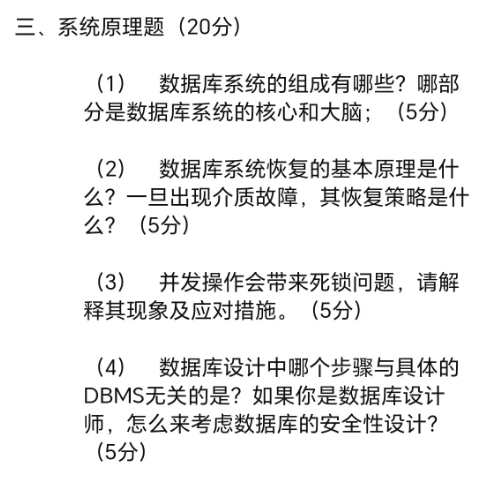 三、系统原理题（20分）
（1） 数据库系统的组成有哪些？哪部
分是数据库系统的核心和大脑；（5分）
（2） 数据库系统恢复的基本原理是什
么？一旦出现介质故障，其恢复策略是什
么？（5分）
（3） 并发操作会带来死锁问题，请解
释其现象及应对措施。（5分）
（4） 数据库设计中哪个步骤与具体的
DBMS无关的是？如果你是数据库设计
师，怎么来考虑数据库的安全性设计？
（5分）